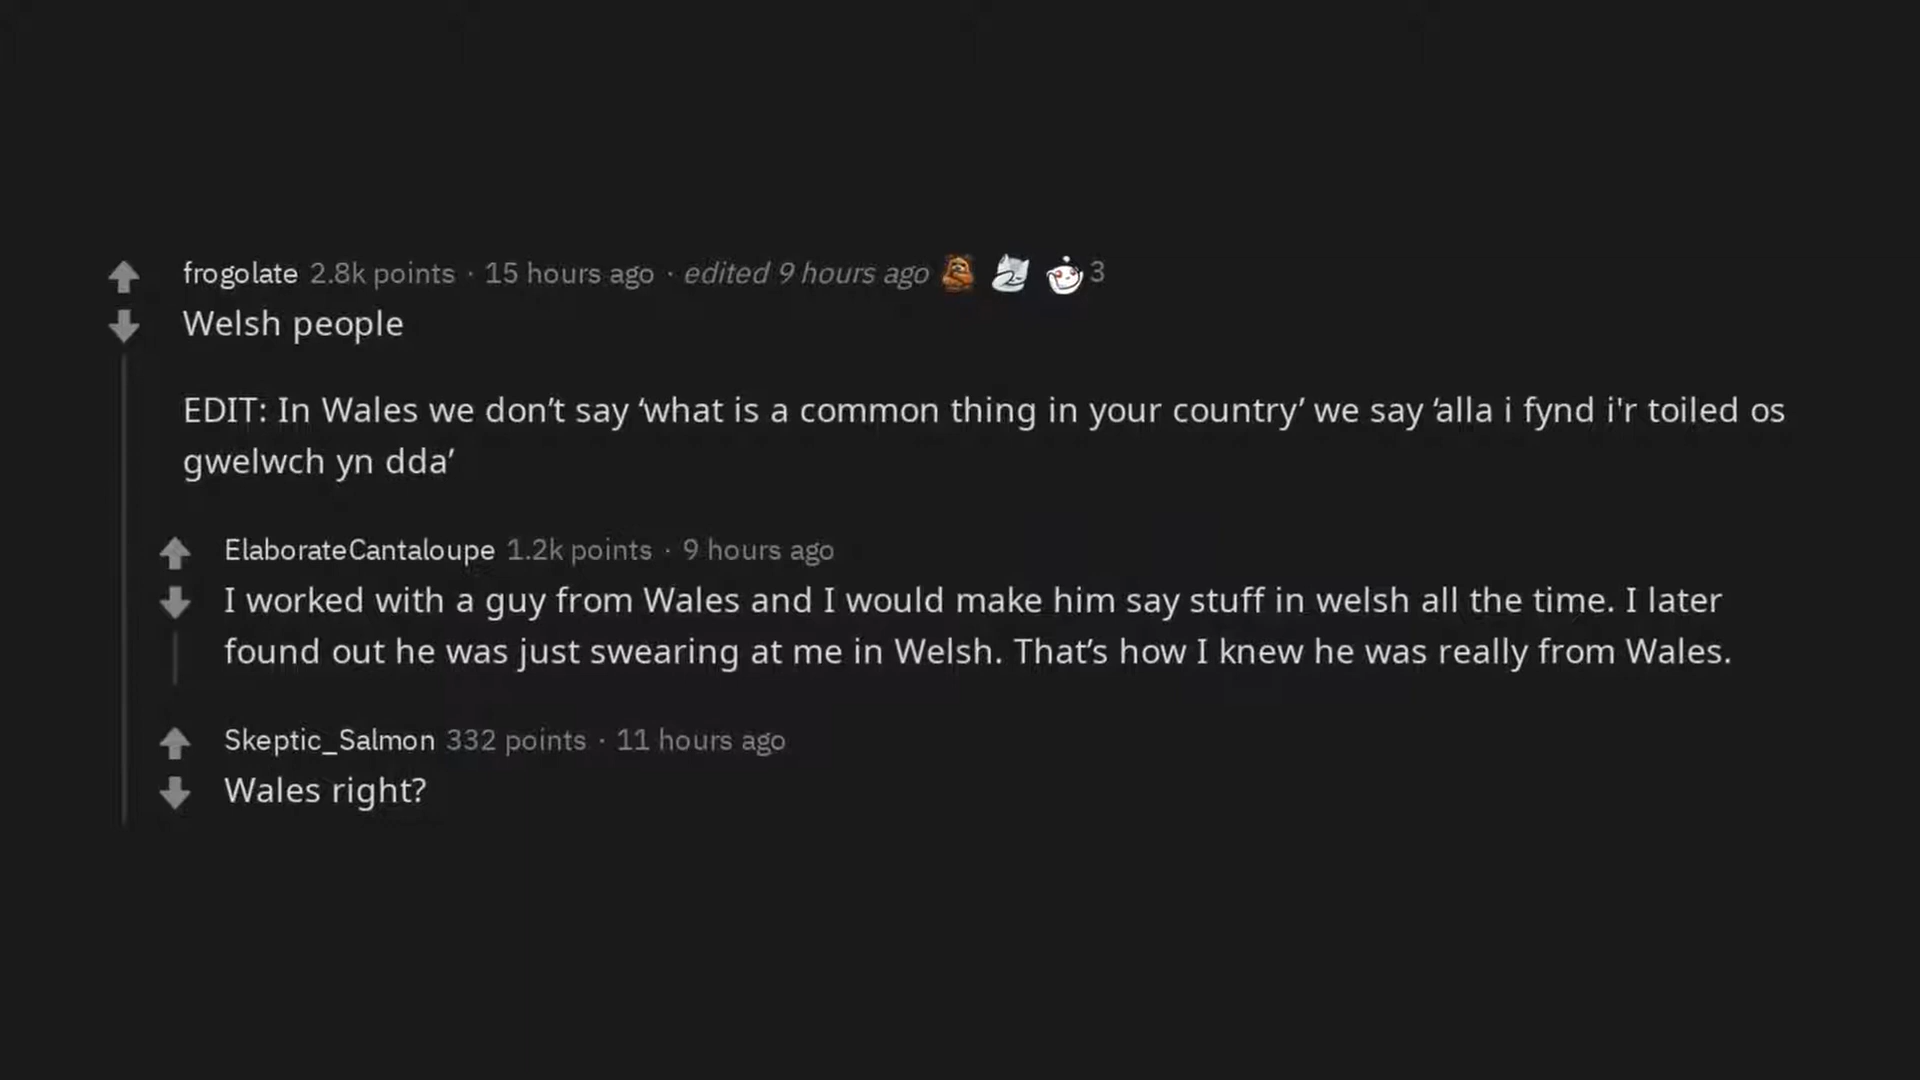 frogolate 2.8k points · 15 hours ago · edited 9 hours ago 3
Welsh people
EDIT: In Wales we don’t say ‘what is a common thing in your country’ we say ‘alla i fynd i'r toiled os
gwelwch yn dda’
ElaborateCantaloupe 1.2k points · 9 hours ago
I worked with a guy from Wales and I would make him say stuff in welsh all the time. I later
found out he was just swearing at me in Welsh. That’s how I knew he was really from Wales.
Skeptic_Salmon 332 points · 11 hours ago
Wales right?